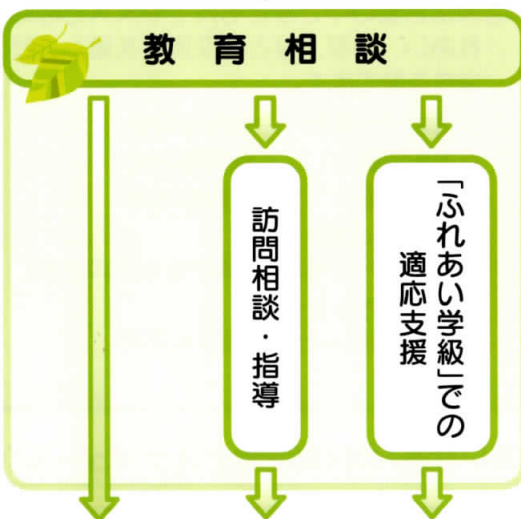 教育相談
「ふれあい学級」での
適応支援
訪問相談・指導